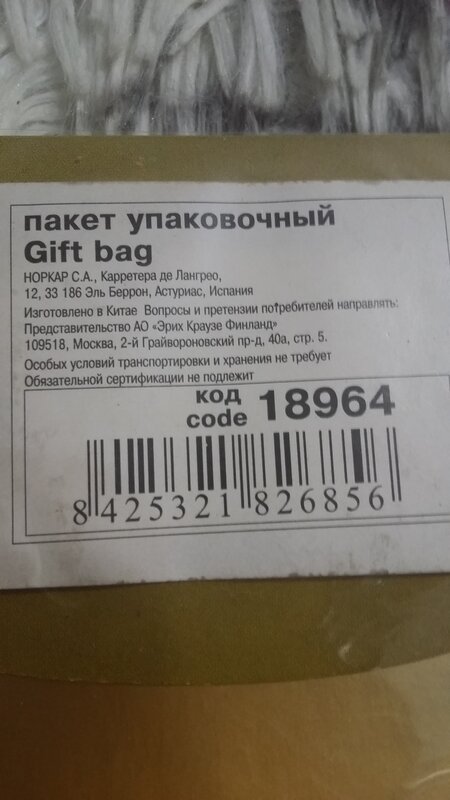 пакет упаковочный
Gift bag
НОРКАР С.А., Карретера де Лангрео,
12, 33 186 Эль Беррон, Астуриас, Испания
Изготовлено в Китае Вопросы и претензии потребителей направлять:
Представительство АО «Эрих Краузе Финланд»
109518, Москва, 2-й Грайвороновский пр-д, 40а, стр. 5.
Особых условий транспортировки и хранения не требует
Обязательной сертификации не подлежит
код
code 18964
8 425321 826856